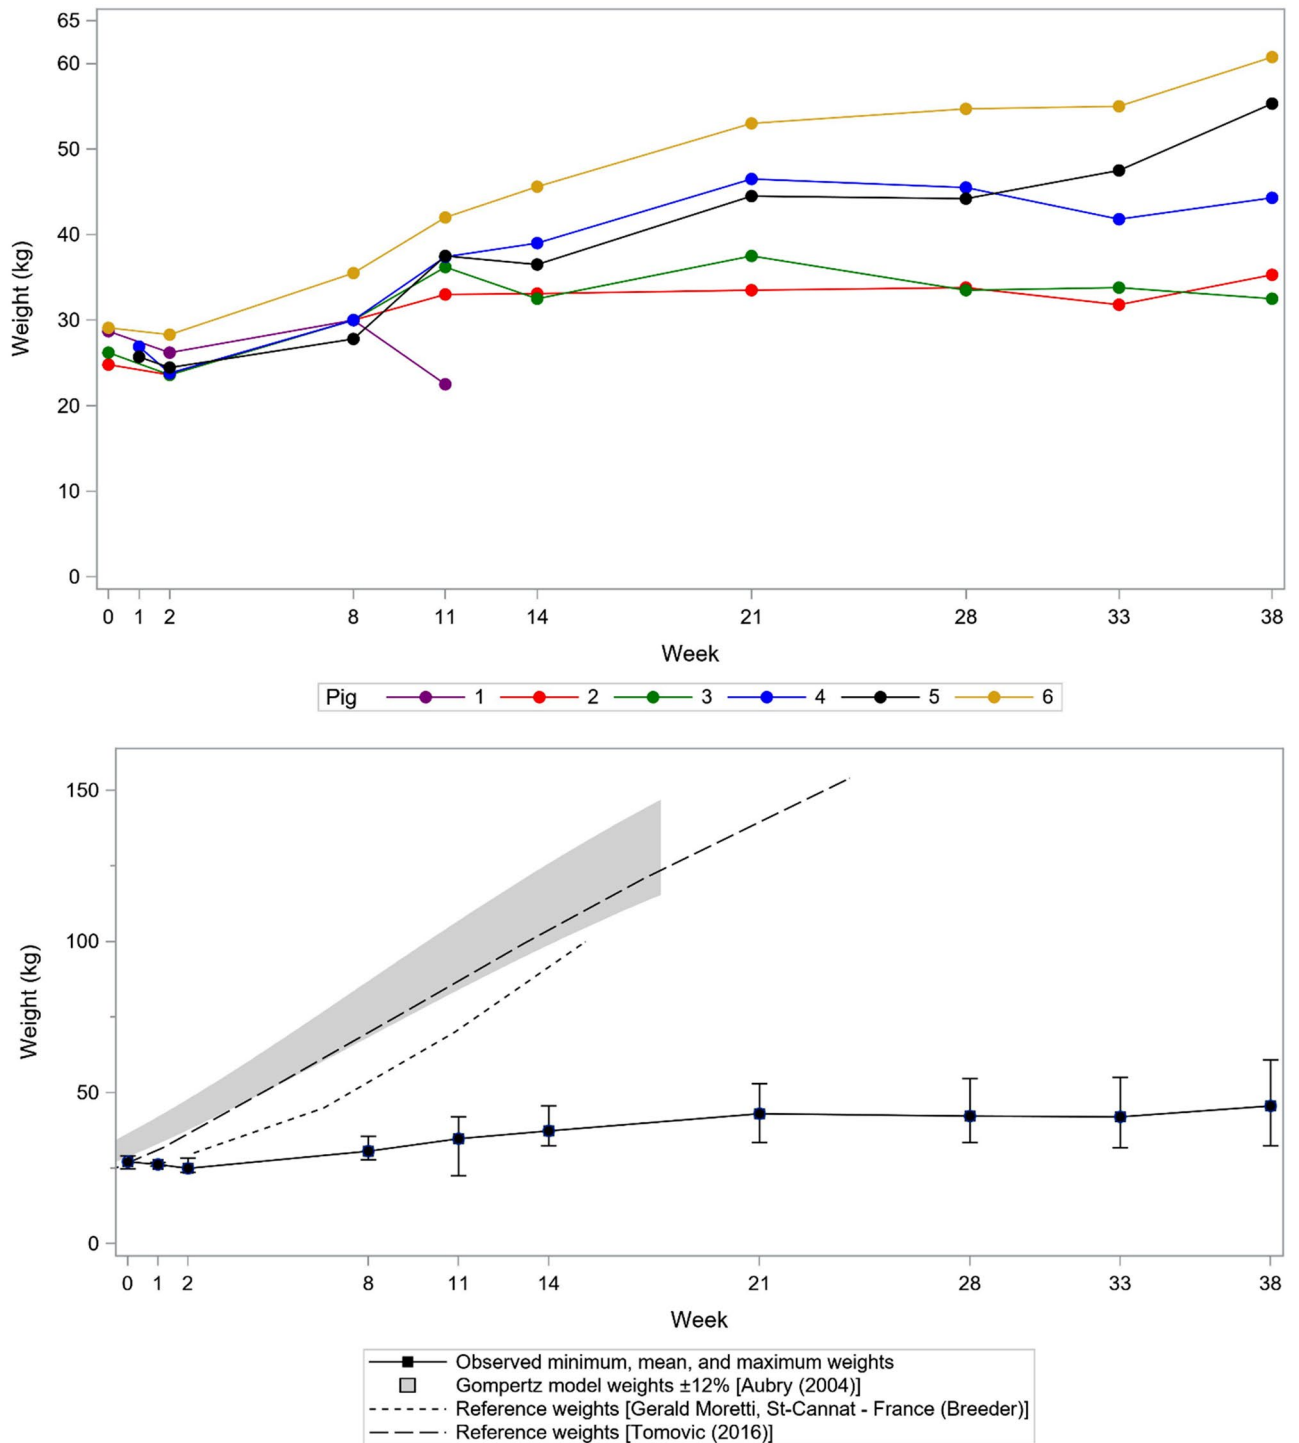 65
60
50
40
30
20
10
0
Weight (kg)
0 1 2 8 11 14 21 28 33 38
Week
Pig 1 2 3 4 5 6
150
100
50
0
Weight (kg)
0 1 2 8 11 14 21 28 33 38
Week
Observed minimum, mean, and maximum weights
Gompertz model weights ±12% [Aubry (2004)]
Reference weights [Gerald Moretti, St-Cannat - France (Breeder)]
Reference weights [Tomovic (2016)]